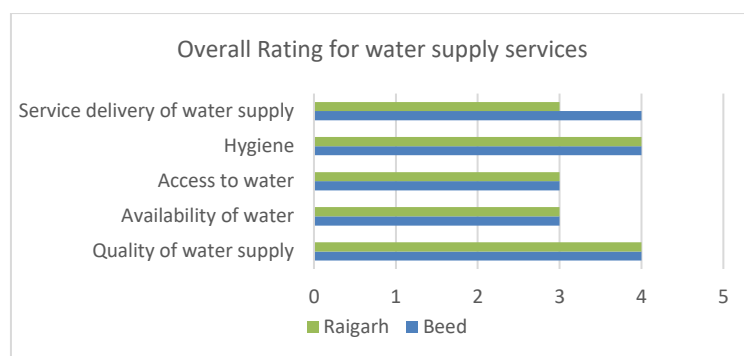 Overall Rating for water supply services
Service delivery of water supply
Hygiene
Access to water
Availability of water
Quality of water supply
0 1 2 3 4 5
Raigarh Beed